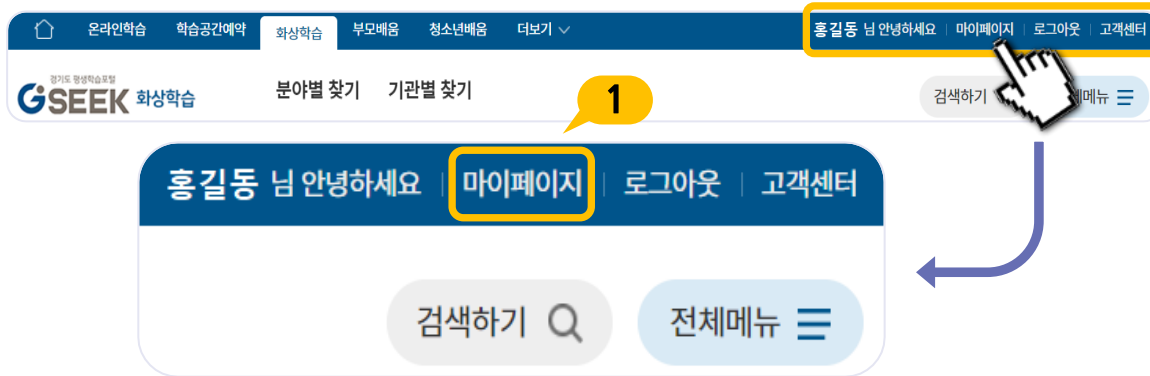 온라인학습 학습공간예약 화상학습 부모배움 청소년배움 더보기 홍길동 님 안녕하세요 마이페이지 로그아웃 고객센터
경기도 평생학습포털
GSEEK 화상학습 분야별 찾기 기관별 찾기 검색하기 메뉴
1
홍길동 님 안녕하세요 마이페이지 로그아웃 고객센터
검색하기 전체메뉴